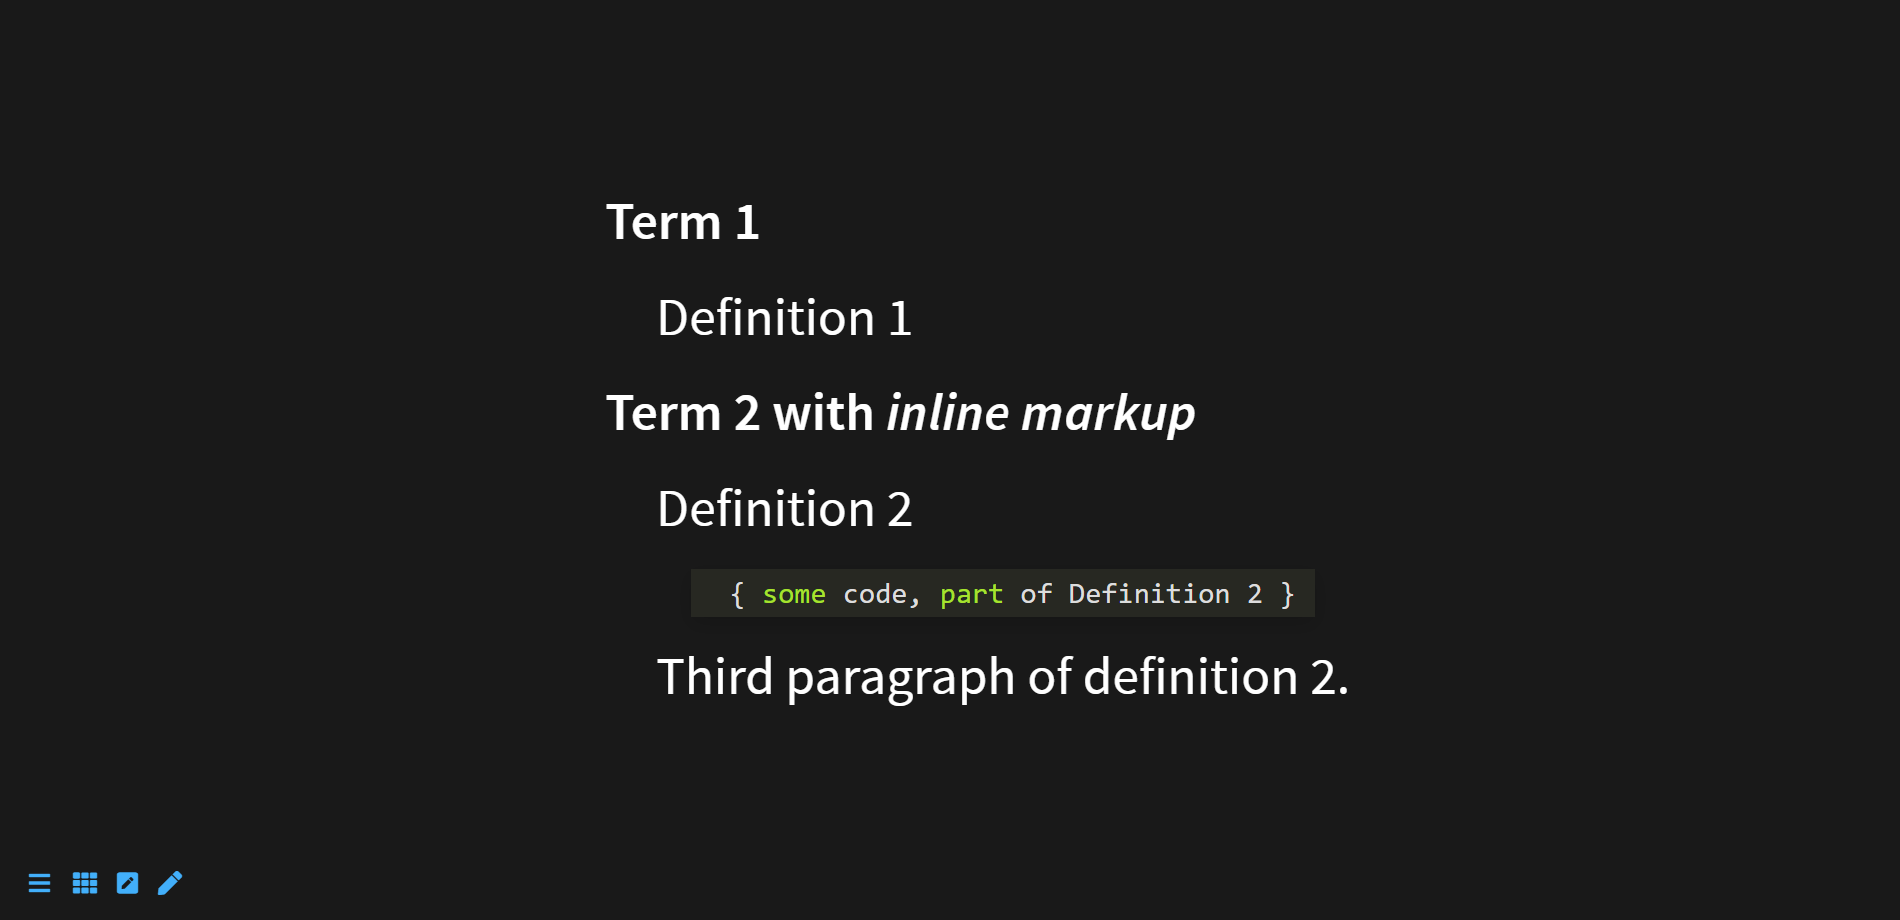 Term 1
Definition 1
Term 2 with inline markup
Definition 2
{ some code, part of Definition 2 }
Third paragraph of definition 2.